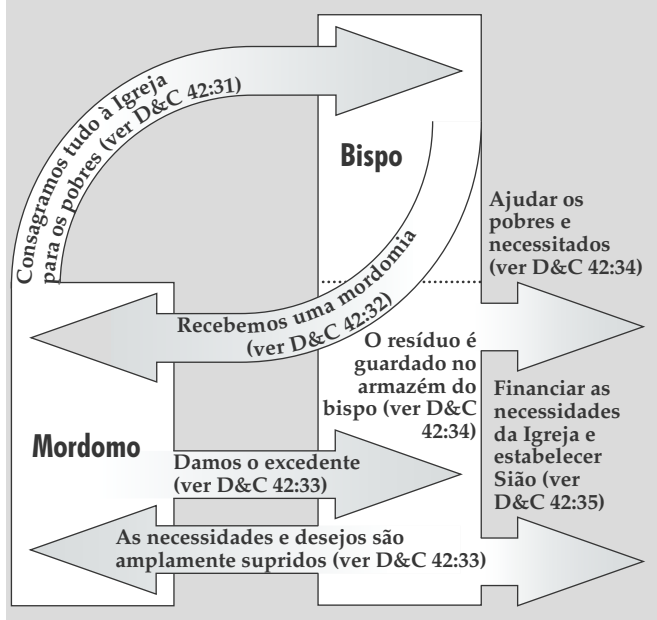 Consagramos tudo à Igreja
para os pobres (ver D&C 42:31)
Bispo
Ajudar os
pobres e
necessitados
(ver D&C 42:34)
Recebemos uma mordomia
(ver D&C 42:32)
O resíduo é
guardado no
armazém do
bispo (ver D&C
42:34)
Financiar as
necessidades
da Igreja e
estabelecer
Sião (ver
D&C 42:35)
Mordomo
Damos o excedente
(ver D&C 42:33)
As necessidades e desejos são
amplamente supridos (ver D&C 42:33)